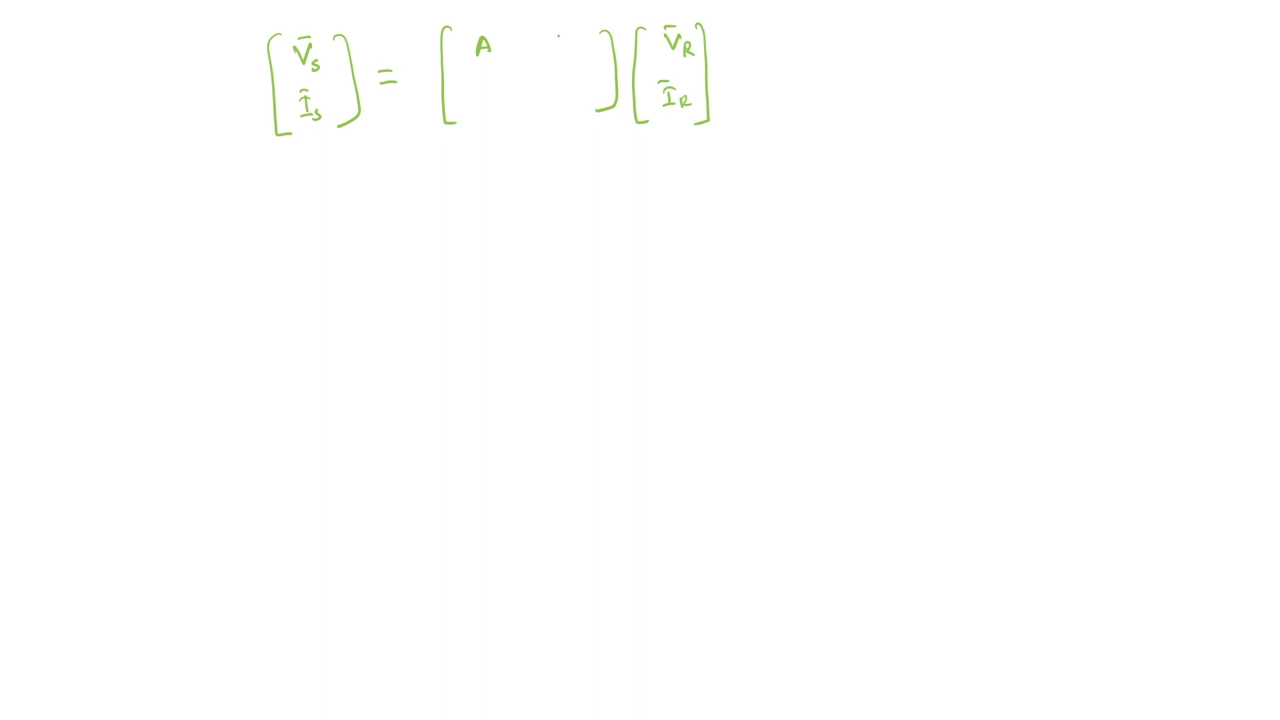 [V̄s Īs] = [A ] [V̄R ĪR]